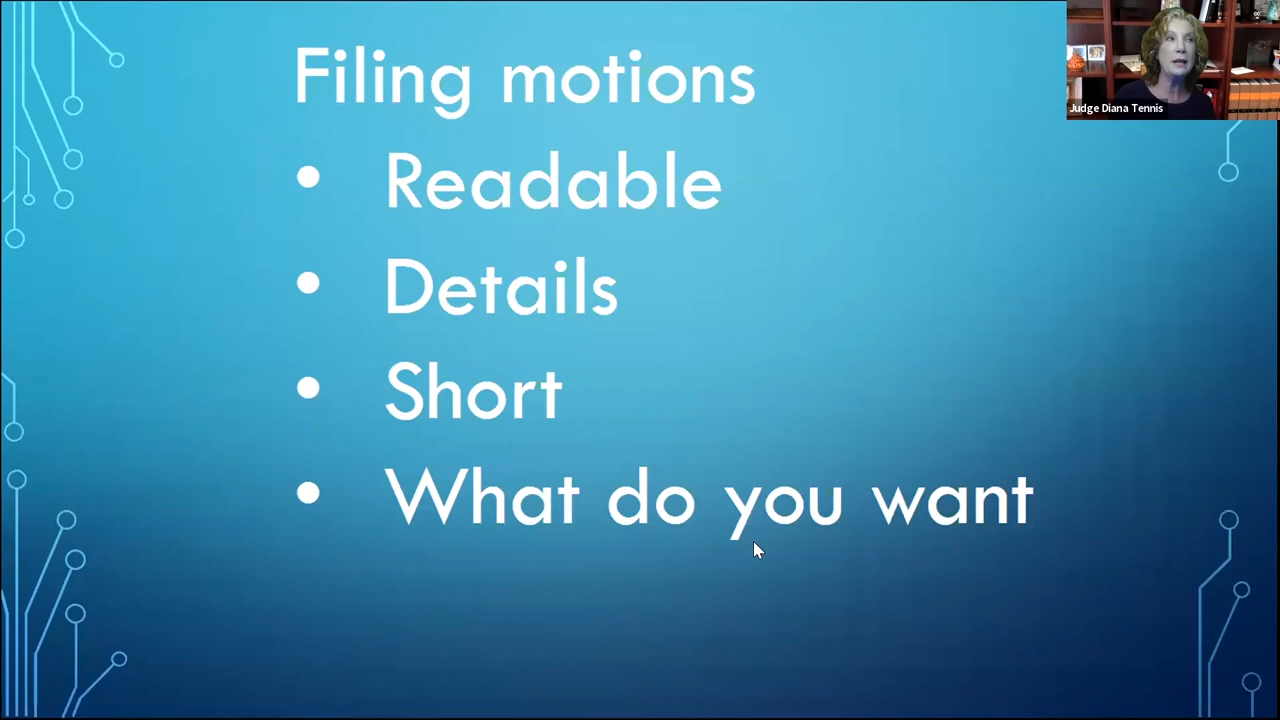 Filing motions
• Readable
• Details
• Short
• What do you want
Judge Diana Tennis